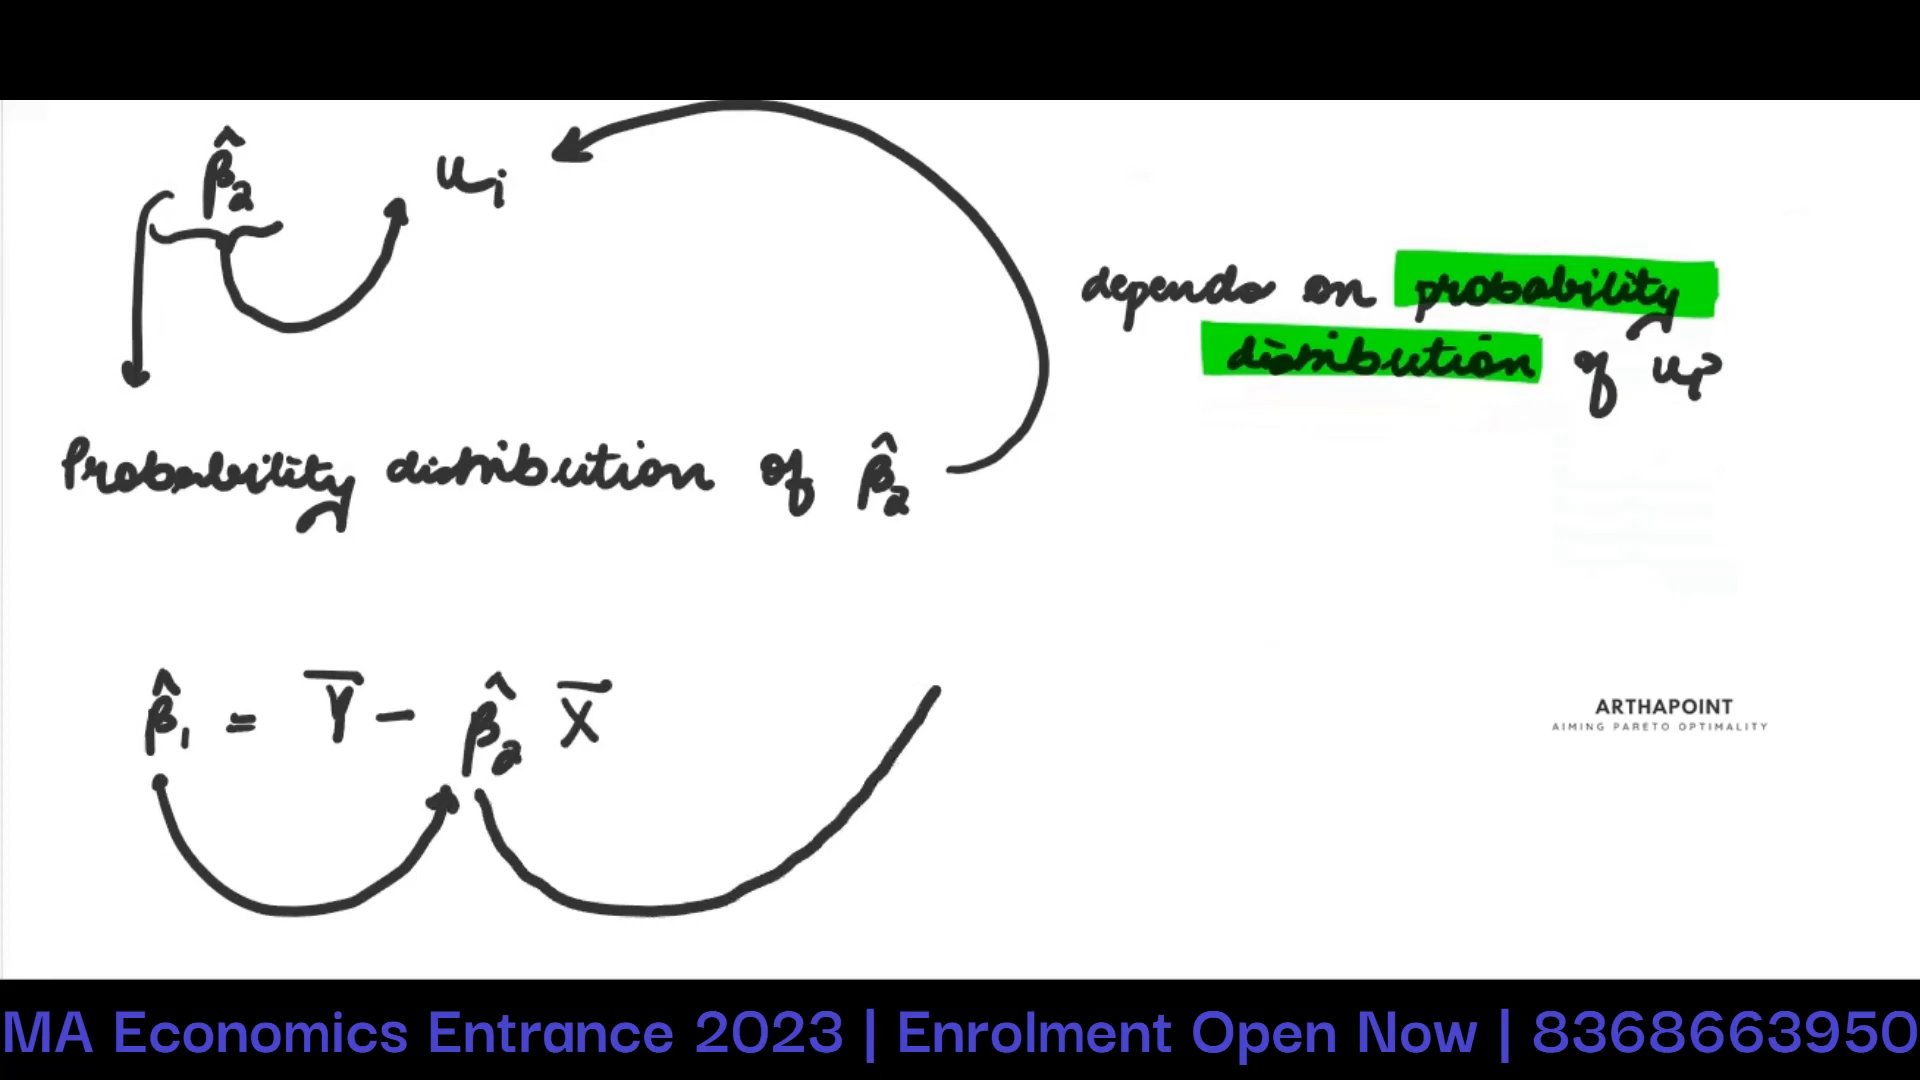 β̂₂ uᵢ
depends on probability
distribution of uᵢ
Probability distribution of β̂₂
β̂₁ = Y̅ - β̂₂ X̅
ARTHAPOINT
AIMING PARETO OPTIMALITY
MA Economics Entrance 2023 | Enrolment Open Now | 8368663950